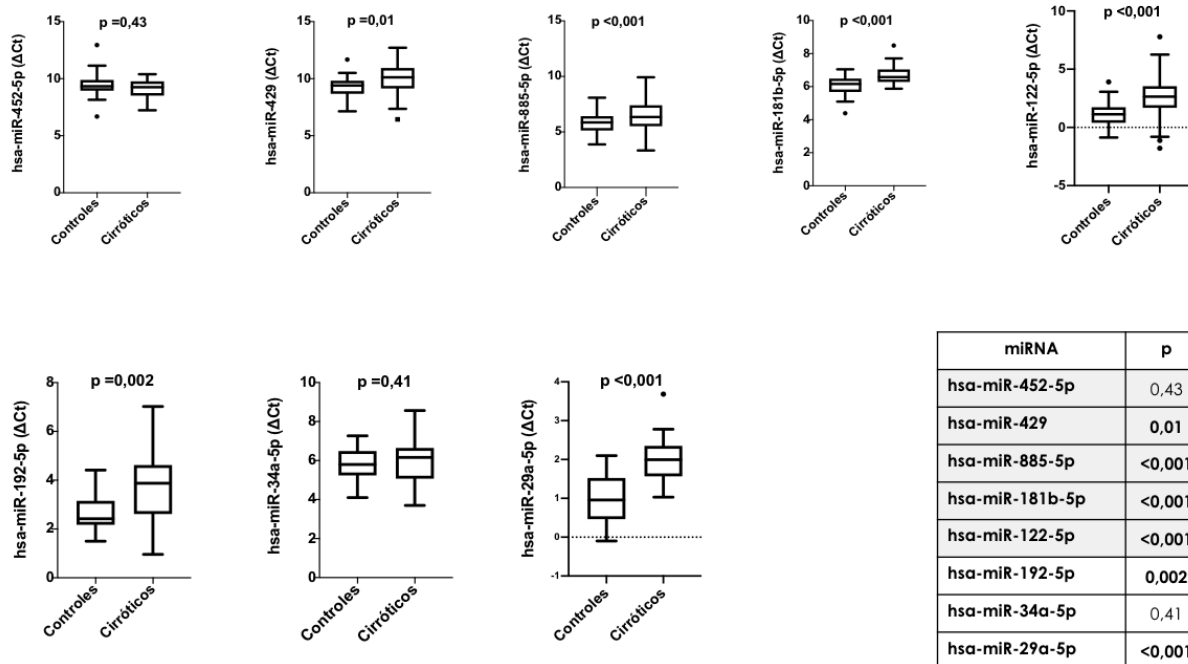 p =0,43
hsa-miR-452-5p (ΔCt)
15
10
5
0
Controles
Cirróticos
p =0,01
hsa-miR-429 (ΔCt)
15
10
5
0
Controles
Cirróticos
p <0,001
hsa-miR-885-5p (ΔCt)
15
10
5
0
Controles
Cirróticos
p <0,001
hsa-miR-181b-5p (ΔCt)
10
8
6
4
2
0
Controles
Cirróticos
p <0,001
hsa-miR-122-5p (ΔCt)
10
5
0
-5
Controles
Cirróticos
p =0,002
hsa-miR-192-5p (ΔCt)
8
6
4
2
0
Controles
Cirróticos
p =0,41
hsa-miR-34a-5p (ΔCt)
10
8
6
4
2
0
Controles
Cirróticos
p <0,001
hsa-miR-29a-5p (ΔCt)
4
3
2
1
0
-1
Controles
Cirróticos
miRNA p
hsa-miR-452-5p 0,43
hsa-miR-429 0,01
hsa-miR-885-5p <0,001
hsa-miR-181b-5p <0,001
hsa-miR-122-5p <0,001
hsa-miR-192-5p 0,002
hsa-miR-34a-5p 0,41
hsa-miR-29a-5p <0,001